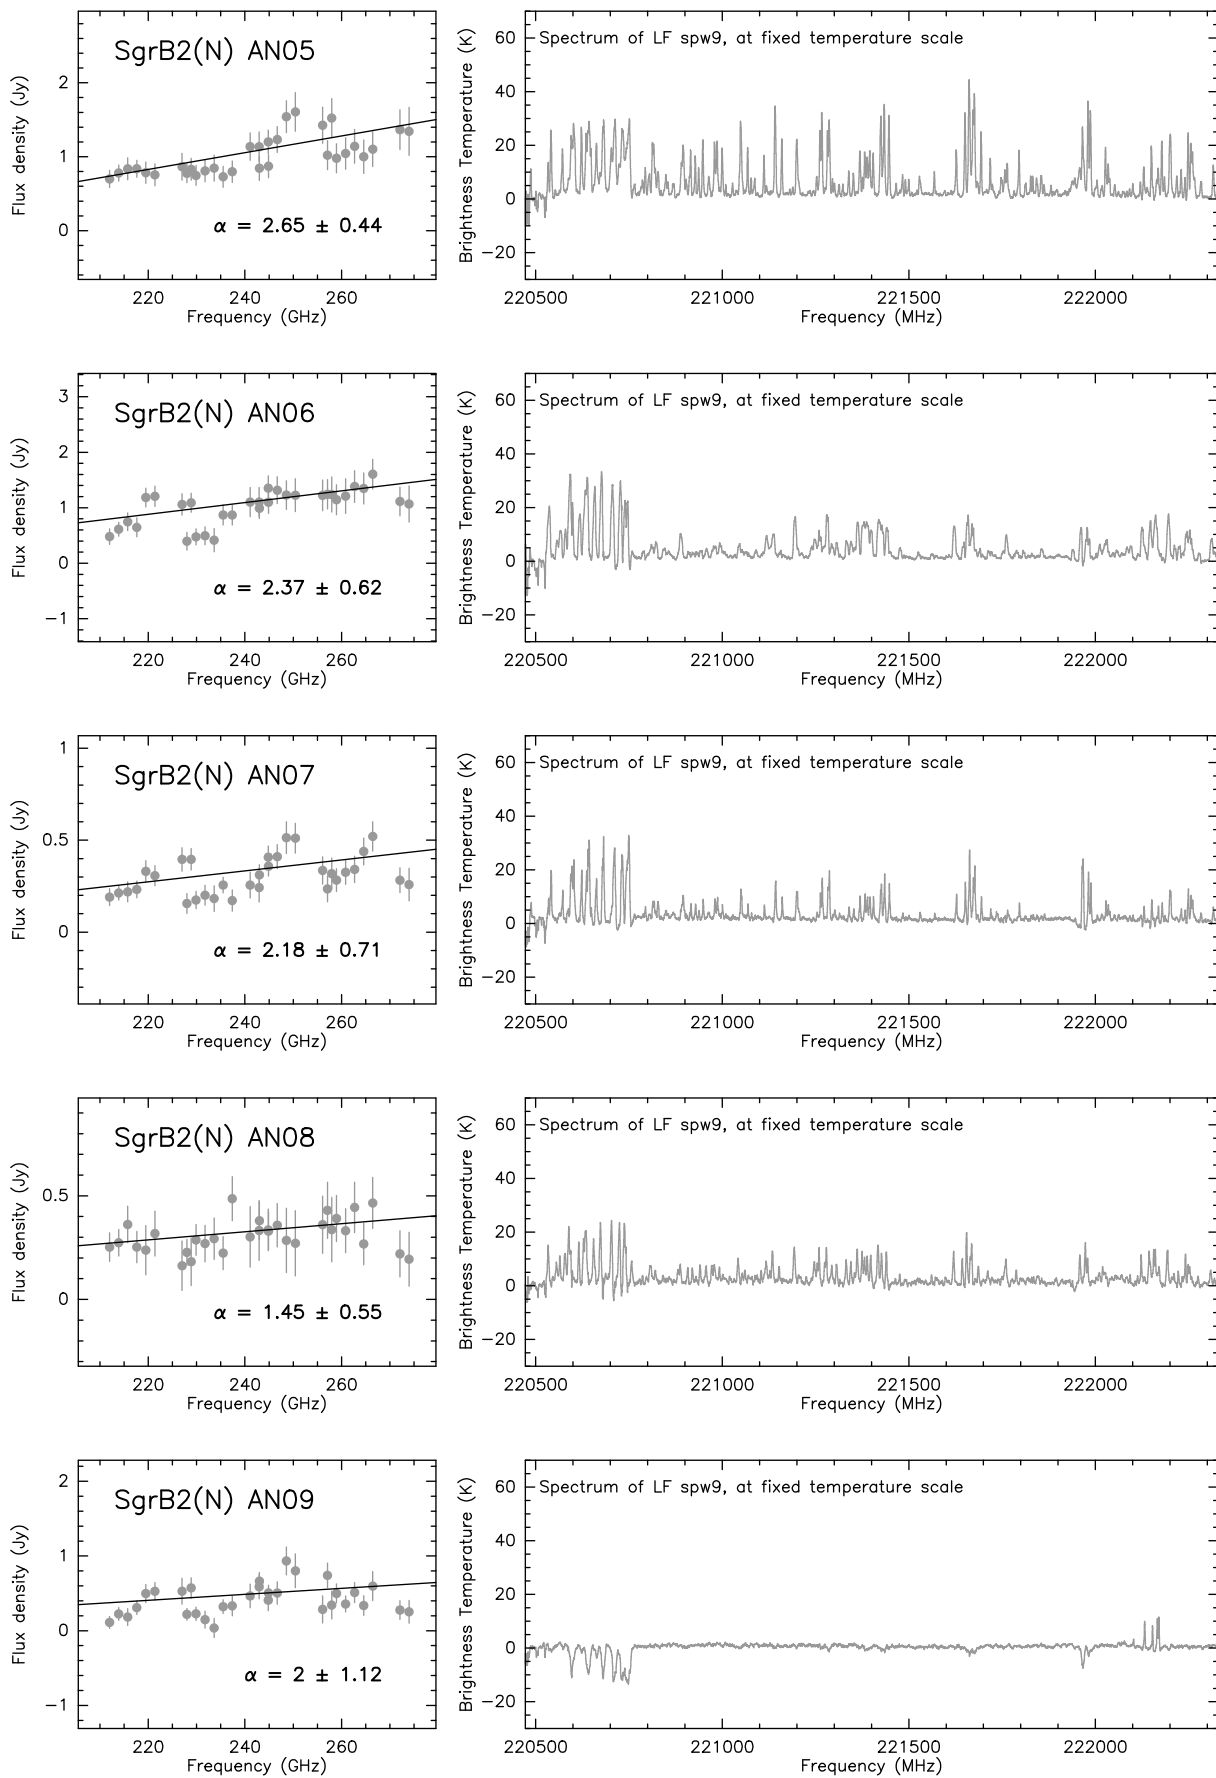 SgrB2(N) AN05
Flux density (Jy)
2
1
0
α = 2.65 ± 0.44
220 240 260
Frequency (GHz)
Spectrum of LF spw9, at fixed temperature scale
Brightness Temperature (K)
60
40
20
0
−20
220500 221000 221500 222000
Frequency (MHz)
SgrB2(N) AN06
Flux density (Jy)
3
2
1
0
−1
α = 2.37 ± 0.62
220 240 260
Frequency (GHz)
Spectrum of LF spw9, at fixed temperature scale
Brightness Temperature (K)
60
40
20
0
−20
220500 221000 221500 222000
Frequency (MHz)
SgrB2(N) AN07
Flux density (Jy)
1
0.5
0
α = 2.18 ± 0.71
220 240 260
Frequency (GHz)
Spectrum of LF spw9, at fixed temperature scale
Brightness Temperature (K)
60
40
20
0
−20
220500 221000 221500 222000
Frequency (MHz)
SgrB2(N) AN08
Flux density (Jy)
0.5
0
α = 1.45 ± 0.55
220 240 260
Frequency (GHz)
Spectrum of LF spw9, at fixed temperature scale
Brightness Temperature (K)
60
40
20
0
−20
220500 221000 221500 222000
Frequency (MHz)
SgrB2(N) AN09
Flux density (Jy)
2
1
0
−1
α = 2 ± 1.12
220 240 260
Frequency (GHz)
Spectrum of LF spw9, at fixed temperature scale
Brightness Temperature (K)
60
40
20
0
−20
220500 221000 221500 222000
Frequency (MHz)